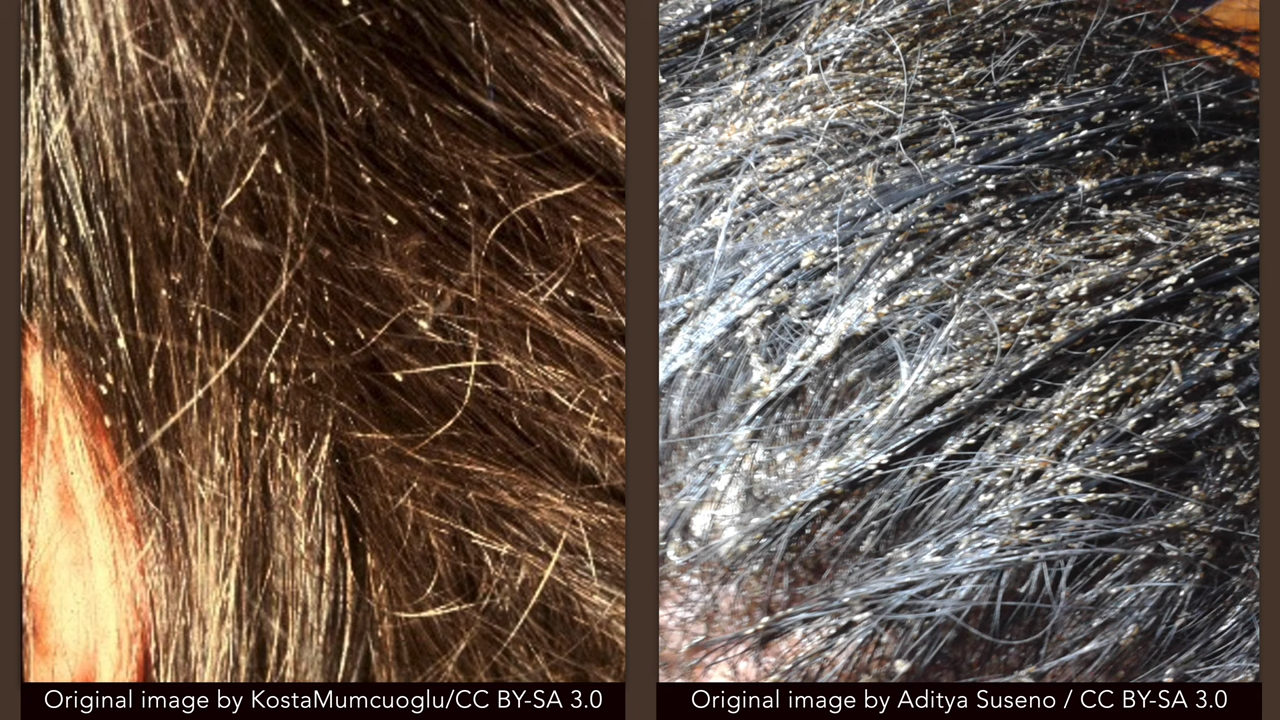 Original image by KostaMumcuoglu/CC BY-SA 3.0
Original image by Aditya Suseno / CC BY-SA 3.0